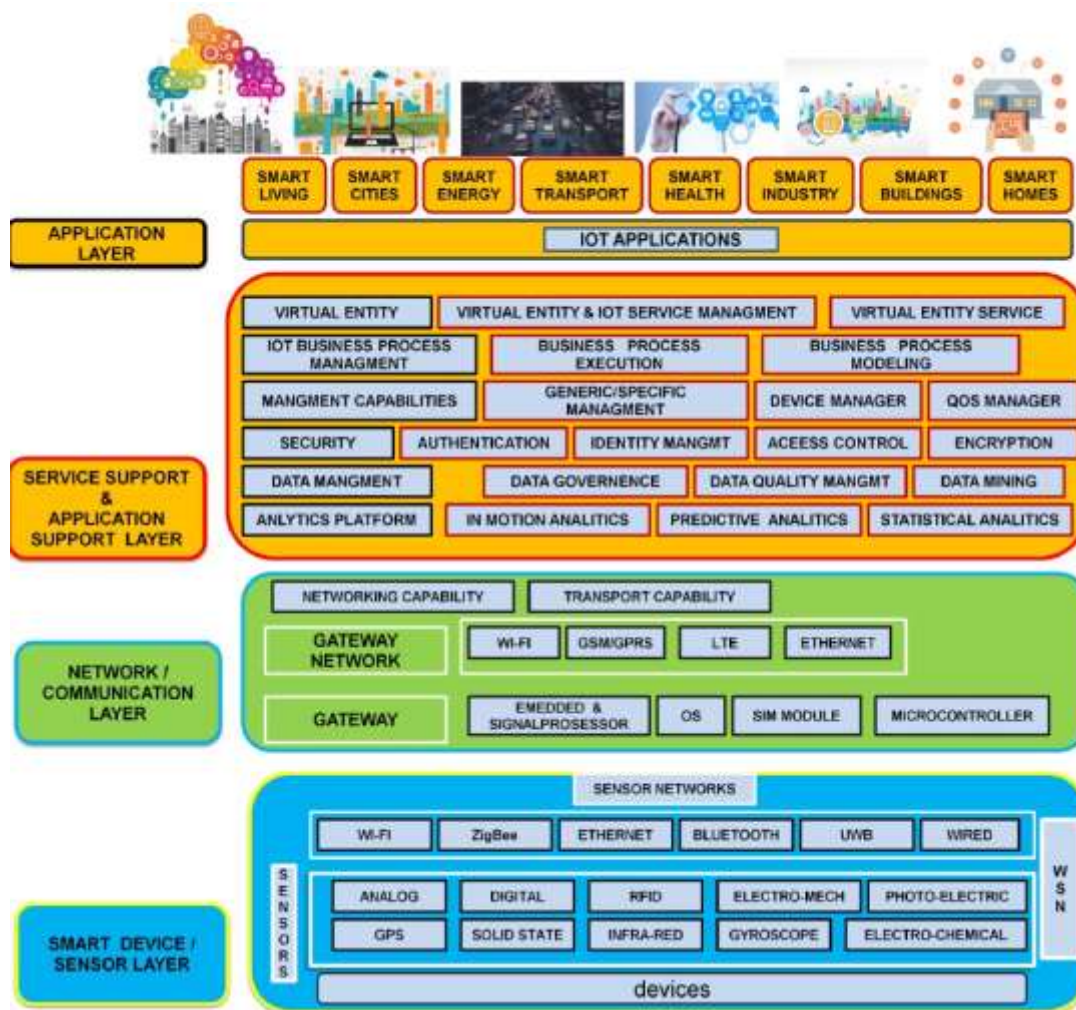 SMART
LIVING
SMART
CITIES
SMART
ENERGY
SMART
TRANSPORT
SMART
HEALTH
SMART
INDUSTRY
SMART
BUILDINGS
SMART
HOMES
APPLICATION
LAYER
IOT APPLICATIONS
VIRTUAL ENTITY
VIRTUAL ENTITY & IOT SERVICE MANAGMENT
VIRTUAL ENTITY SERVICE
IOT BUSINESS PROCESS
MANAGMENT
BUSINESS PROCESS
EXECUTION
BUSINESS PROCESS
MODELING
MANGMENT CAPABILITIES
GENERIC/SPECIFIC
MANAGMENT
DEVICE MANAGER
QOS MANAGER
SECURITY
AUTHENTICATION
IDENTITY MANGMT
ACEESS CONTROL
ENCRYPTION
SERVICE SUPPORT
&
APPLICATION
SUPPORT LAYER
DATA MANGMENT
DATA GOVERNENCE
DATA QUALITY MANGMT
DATA MINING
ANLYTICS PLATFORM
IN MOTION ANALITICS
PREDICTIVE ANALITICS
STATISTICAL ANALITICS
NETWORKING CAPABILITY
TRANSPORT CAPABILITY
GATEWAY
NETWORK
WI-FI
GSM/GPRS
LTE
ETHERNET
NETWORK /
COMMUNICATION
LAYER
GATEWAY
EMEDDED &
SIGNALPROSESSOR
OS
SIM MODULE
MICROCONTROLLER
SENSOR NETWORKS
WI-FI
ZigBee
ETHERNET
BLUETOOTH
UWB
WIRED
SENSORS
WSN
ANALOG
DIGITAL
RFID
ELECTRO-MECH
PHOTO-ELECTRIC
GPS
SOLID STATE
INFRA-RED
GYROSCOPE
ELECTRO-CHEMICAL
SMART DEVICE /
SENSOR LAYER
devices